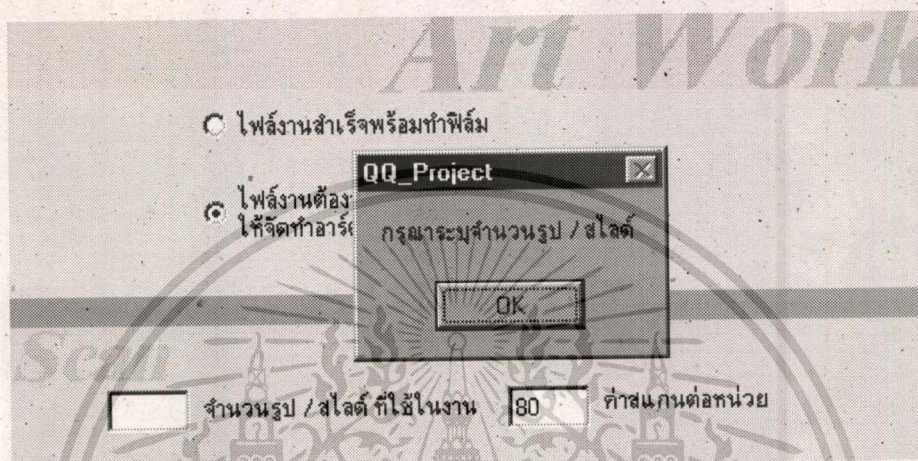 Art Work
ไฟล์งานสำเร็จพร้อมทำฟิล์ม
QQ_Project
ไฟล์งานต้อง
ให้จัดทำอาร์
กรุณาระบุจำนวนรูป / สไลด์
OK
Scan
จำนวนรูป / สไลด์ ที่ใช้ในงาน
80
ค่าสแกนต่อหน่วย